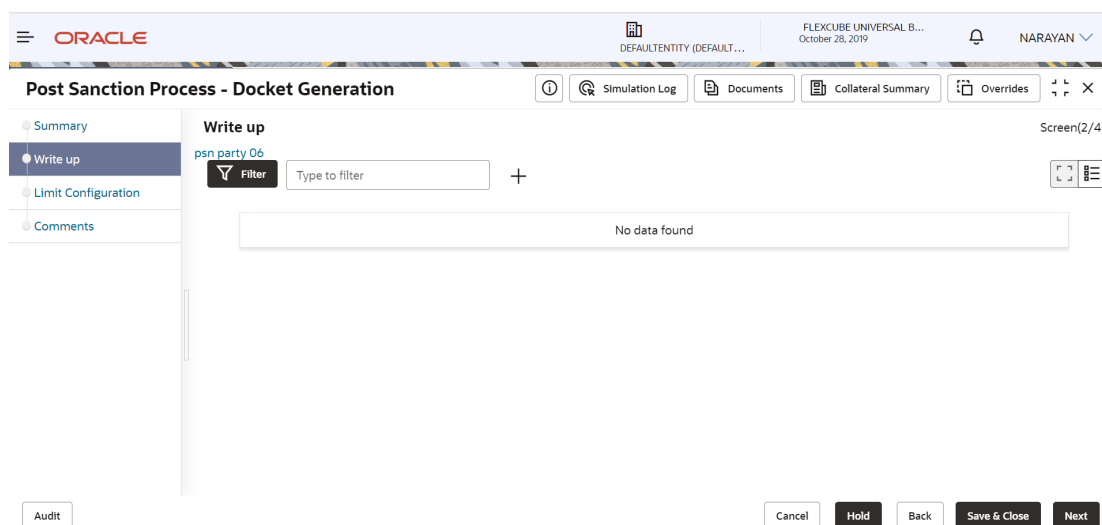 ORACLE
DEFAULTENTITY (DEFAULT...
FLEXCUBE UNIVERSAL B...
October 28, 2019
NARAYAN
Post Sanction Process - Docket Generation
Simulation Log
Documents
Collateral Summary
Overrides
Summary
Write up
Limit Configuration
Comments
Write up
Screen(2/4
psn party 06
Filter
Type to filter
No data found
Audit
Cancel
Hold
Back
Save & Close
Next